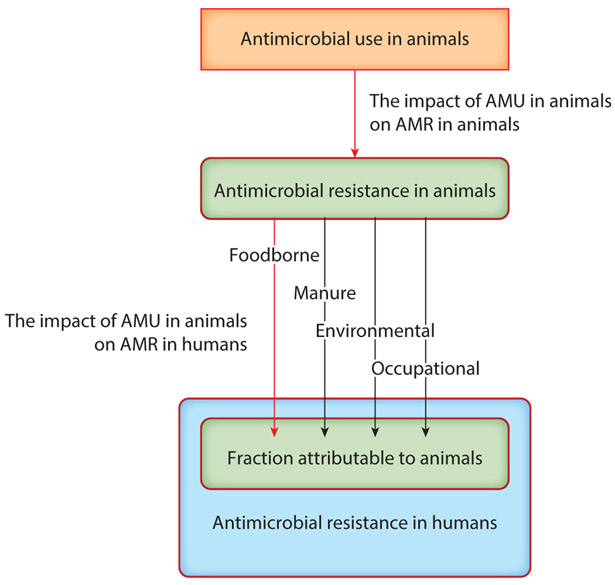 Antimicrobial use in animals
The impact of AMU in animals
on AMR in animals
Antimicrobial resistance in animals
Foodborne
Manure
The impact of AMU in animals
on AMR in humans
Environmental
Occupational
Fraction attributable to animals
Antimicrobial resistance in humans